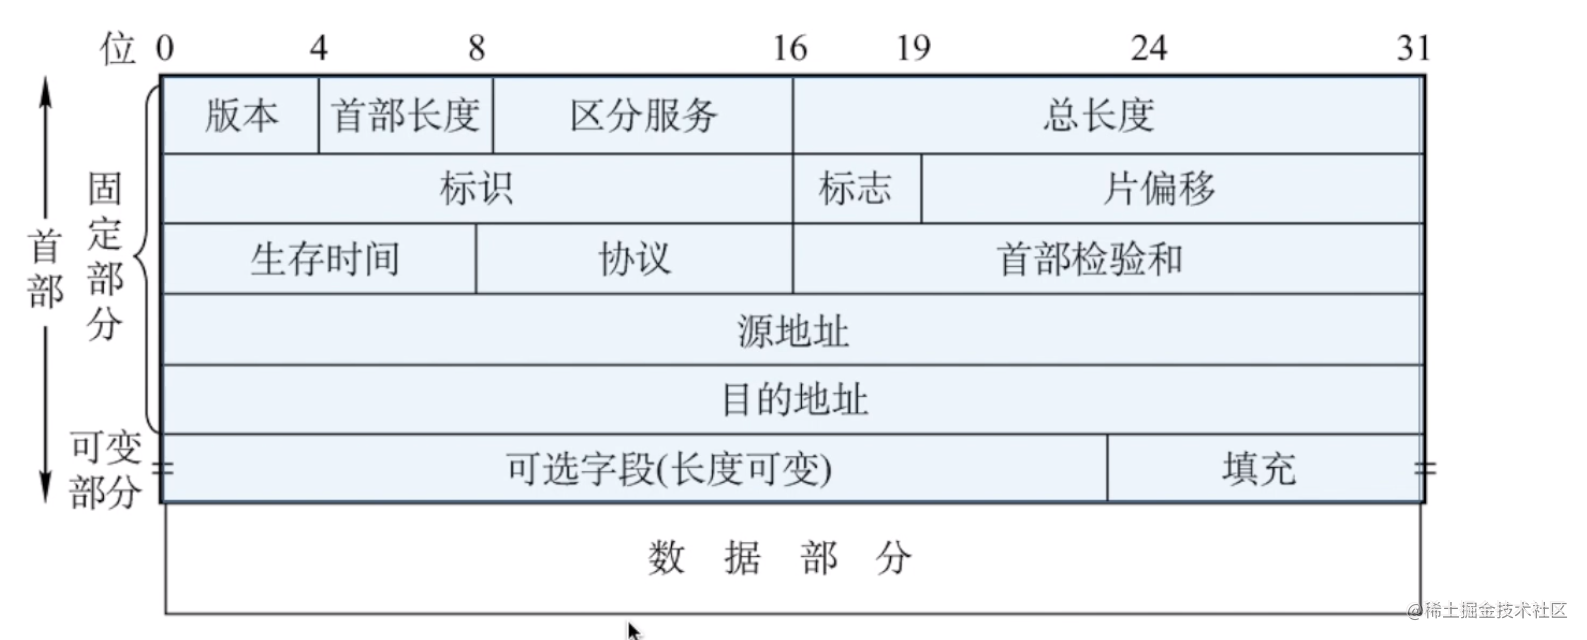 位 0 4 8 16 19 24 31
版本 首部长度 区分服务 总长度
标识 标志 片偏移
生存时间 协议 首部检验和
源地址
目的地址
可选字段(长度可变) 填充
数据部分
首部
固定部分
可变
部分
@稀土掘金技术社区